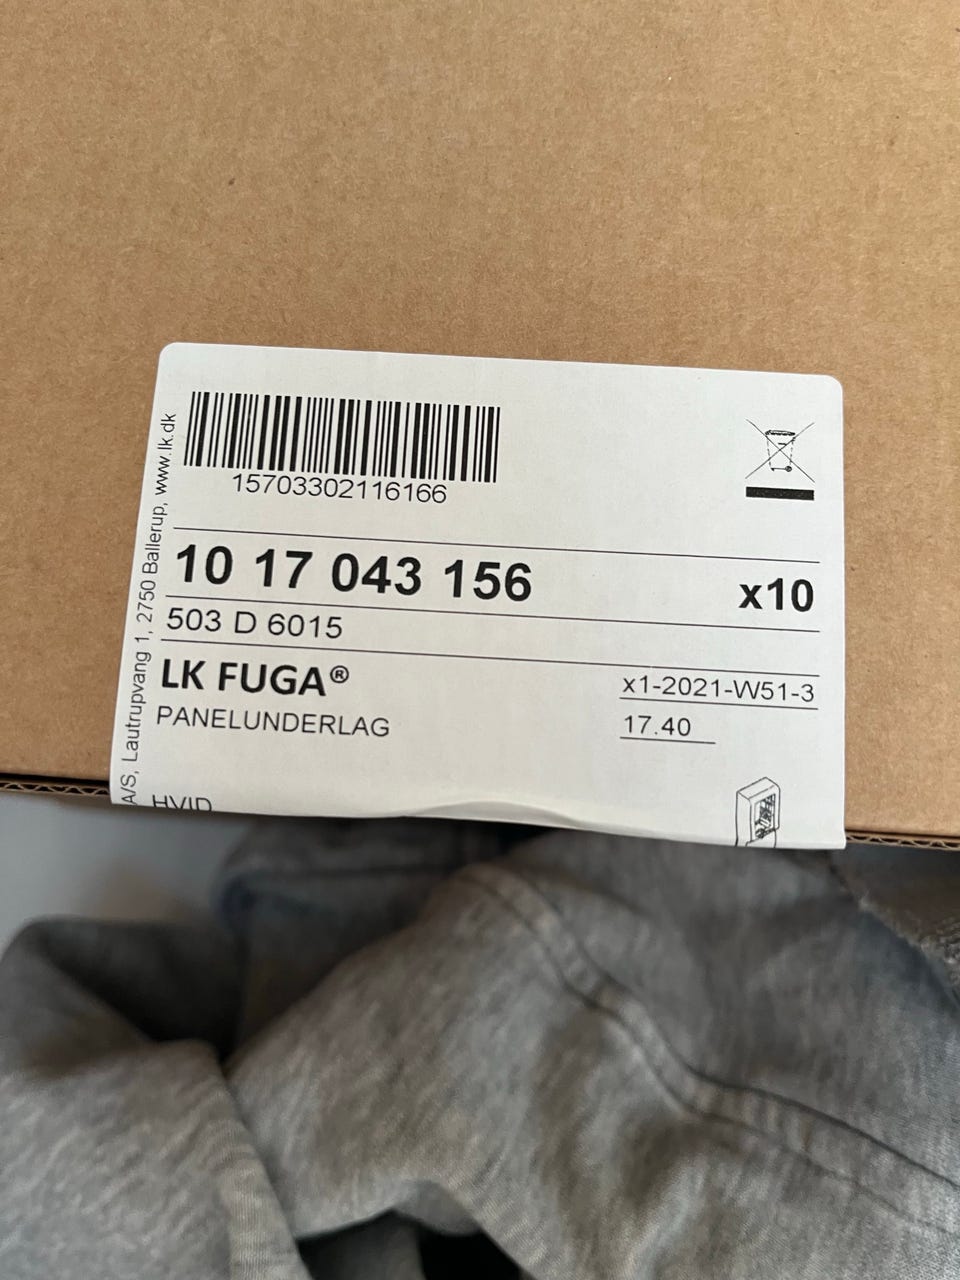 A/S, Lautrupvang 1, 2750 Ballerup, www.lk.dk
15703302116166
10 17 043 156 x10
503 D 6015
LK FUGA®
x1-2021-W51-3
PANELUNDERLAG
17.40
HVID